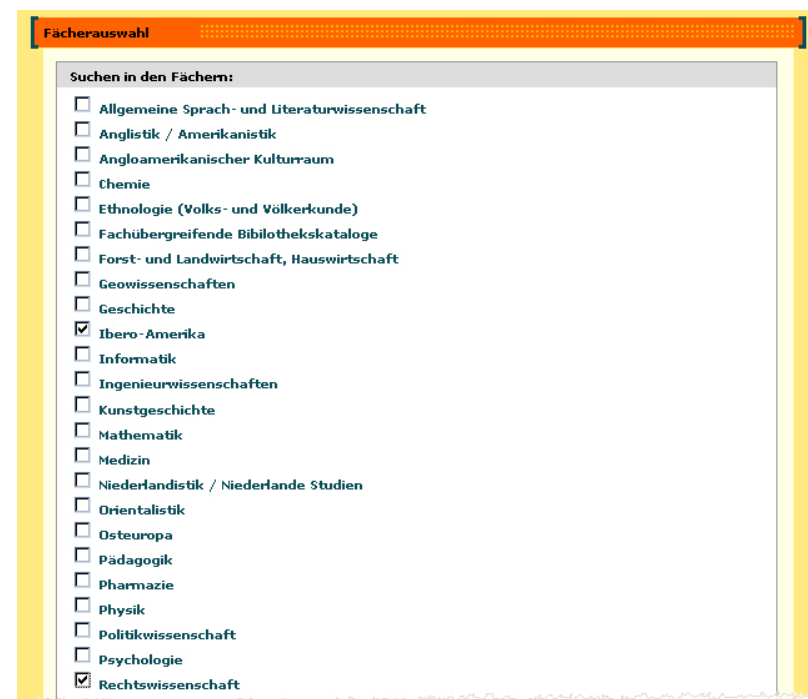 Fächerauswahl
Suchen in den Fächern:
Allgemeine Sprach- und Literaturwissenschaft
Anglistik / Amerikanistik
Angloamerikanischer Kulturraum
Chemie
Ethnologie (Volks- und Völkerkunde)
Fachübergreifende Bibilothekskataloge
Forst- und Landwirtschaft, Hauswirtschaft
Geowissenschaften
Geschichte
Ibero-Amerika
Informatik
Ingenieurwissenschaften
Kunstgeschichte
Mathematik
Medizin
Niederlandistik / Niederlande Studien
Orientalistik
Osteuropa
Pädagogik
Pharmazie
Physik
Politikwissenschaft
Psychologie
Rechtswissenschaft